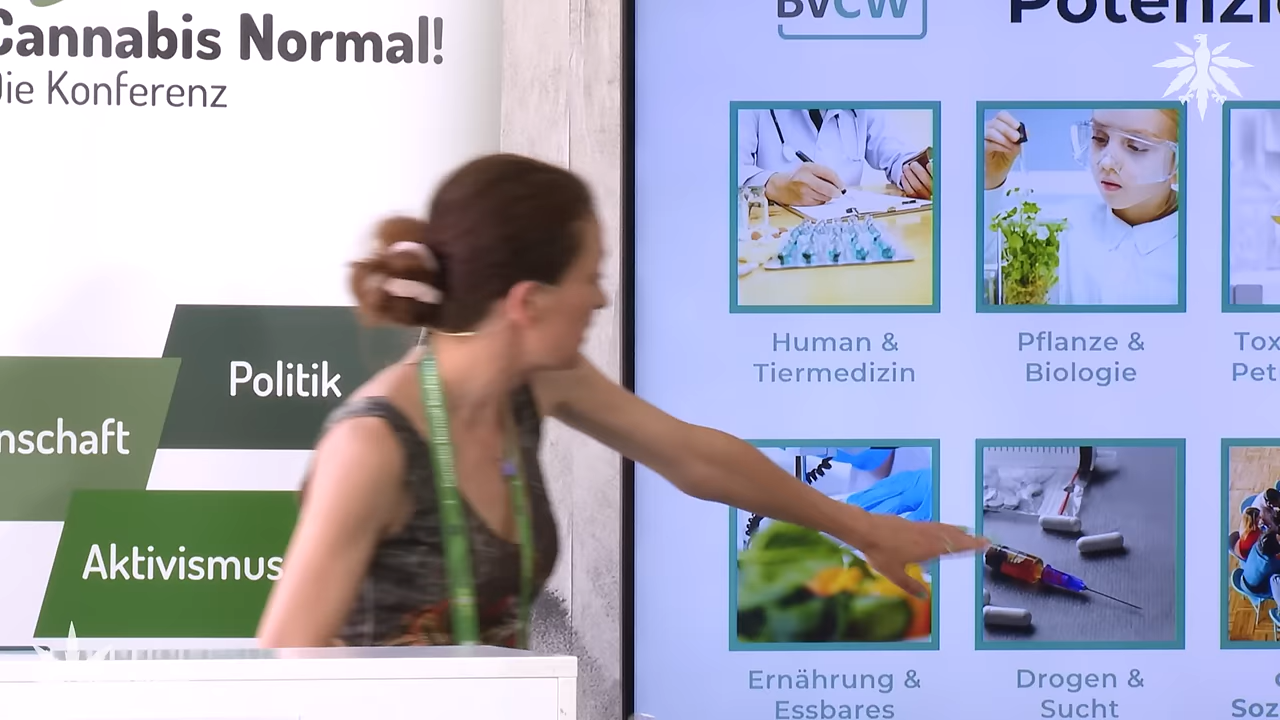 Cannabis Normal!
Die Konferenz
Politik
nschaft
Aktivismus
BvCW
Potenzi
Human &
Tiermedizin
Pflanze &
Biologie
Tox
Pet
Ernährung &
Essbares
Drogen &
Sucht
Soz